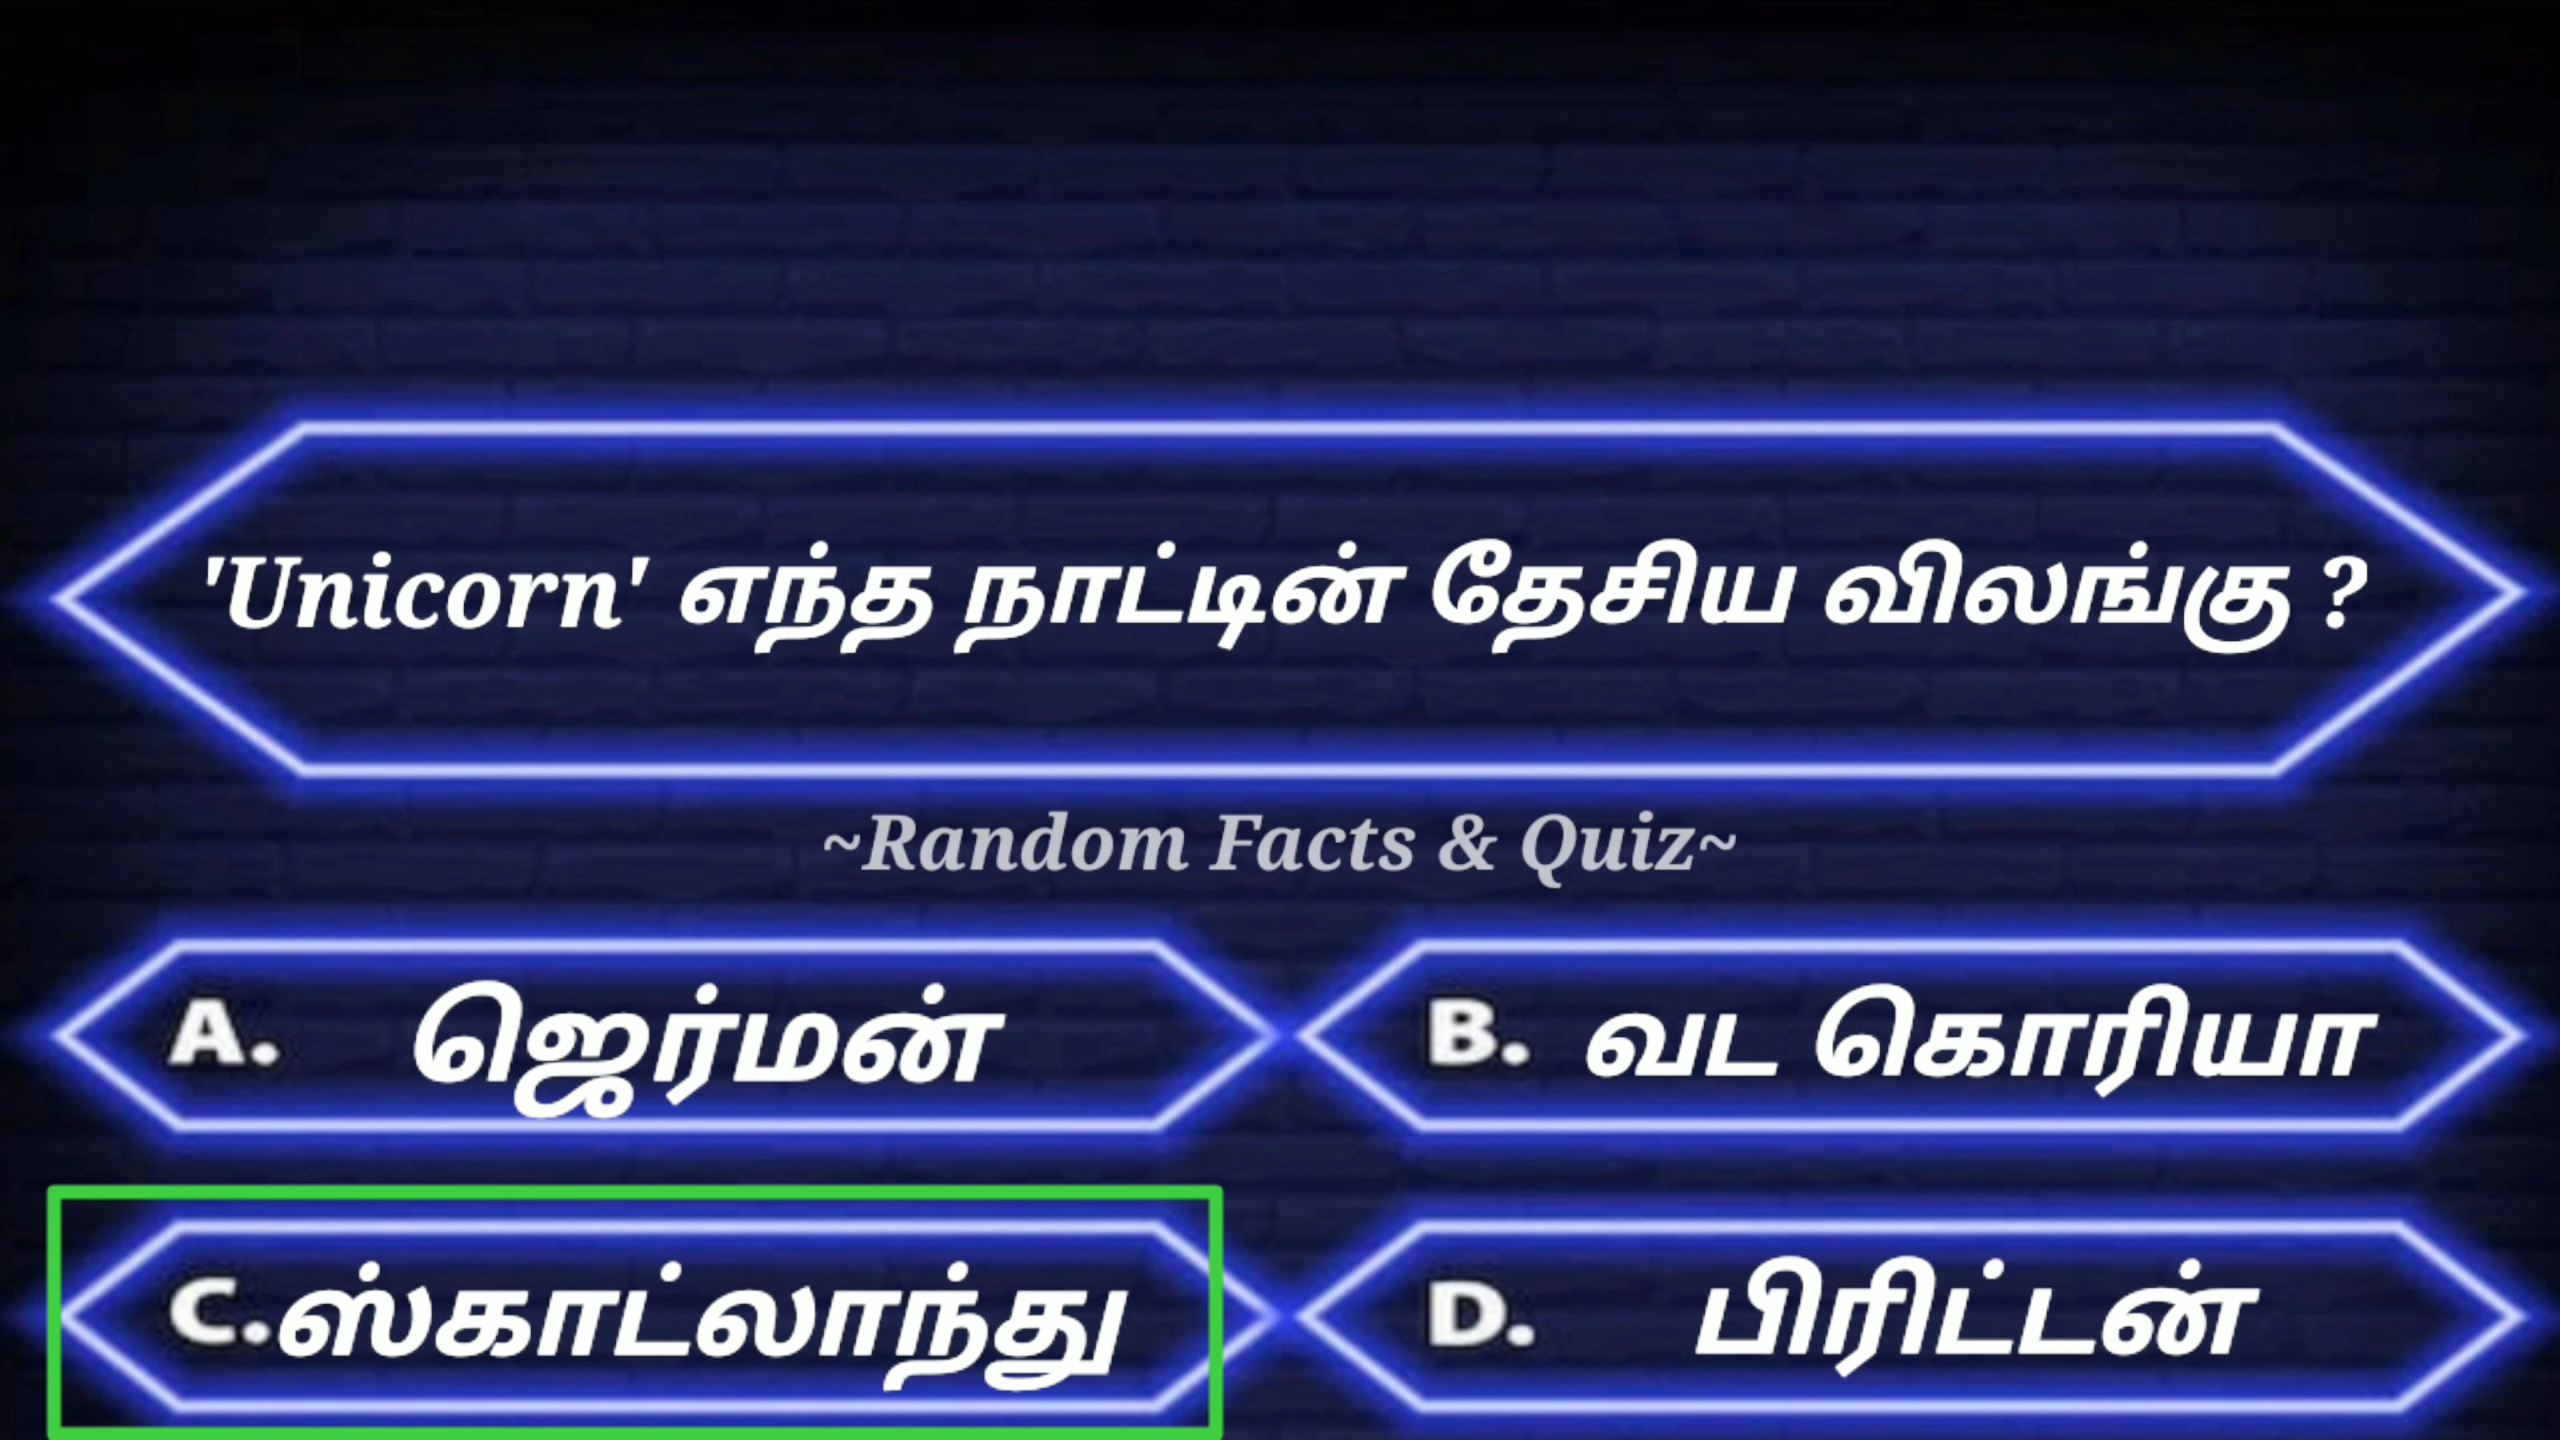 'Unicorn' எந்த நாட்டின் தேசிய விலங்கு ?
~Random Facts & Quiz~
A. ஜெர்மன்
B. வட கொரியா
C.ஸ்காட்லாந்து
D. பிரிட்டன்